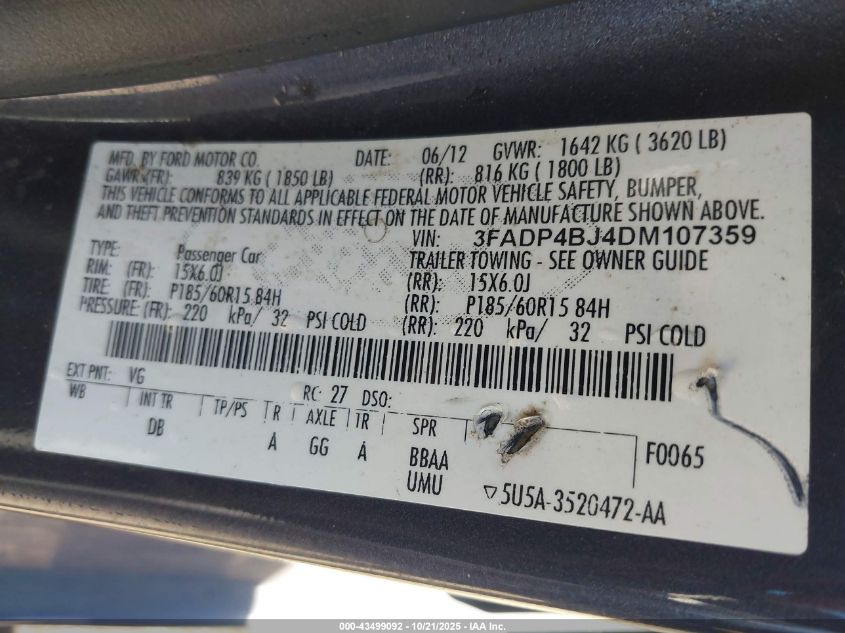 MFD. BY FORD MOTOR CO. DATE: 06/12 GVWR: 1642 KG ( 3620 LB)
GAWR:(FR): 839 KG ( 1850 LB) (RR): 816 KG ( 1800 LB)
THIS VEHICLE CONFORMS TO ALL APPLICABLE FEDERAL MOTOR VEHICLE SAFETY, BUMPER,
AND THEFT PREVENTION STANDARDS IN EFFECT ON THE DATE OF MANUFACTURE SHOWN ABOVE.
VIN: 3FADP4BJ4DM107359
TYPE: Passenger Car TRAILER TOWING - SEE OWNER GUIDE
RIM: (FR): 15X6.0J (RR): 15X6.0J
TIRE: (FR): P185/60R15 84H (RR): P185/60R15 84H
PRESSURE: (FR): 220 kPa/ 32 PSI COLD (RR): 220 kPa/ 32 PSI COLD
EXT PNT: VG RC: 27 DSO:
WB INT TR TP/PS R AXLE TR SPR
DB A GG A BBAA F0065
UMU ▽5U5A-3520472-AA
000-43499092 - 10/21/2025 - IAA Inc.